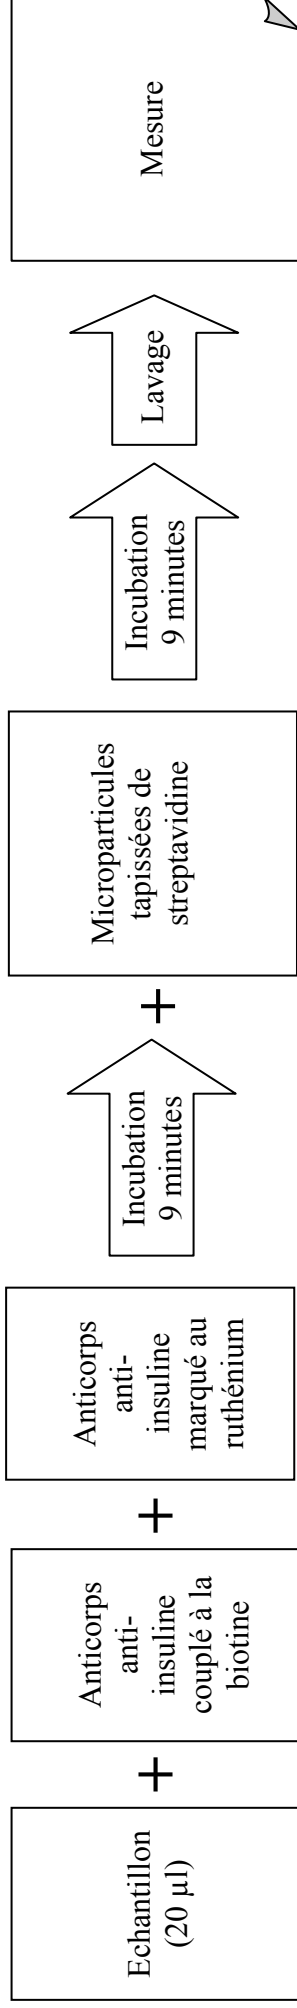 Echantillon
(20 µl)
+
Anticorps
anti-
insuline
couplé à la
biotine
+
Anticorps
anti-
insuline
marqué au
ruthénium
Incubation
9 minutes
+
Microparticules
tapissées de
streptavidine
Incubation
9 minutes
Lavage
Mesure